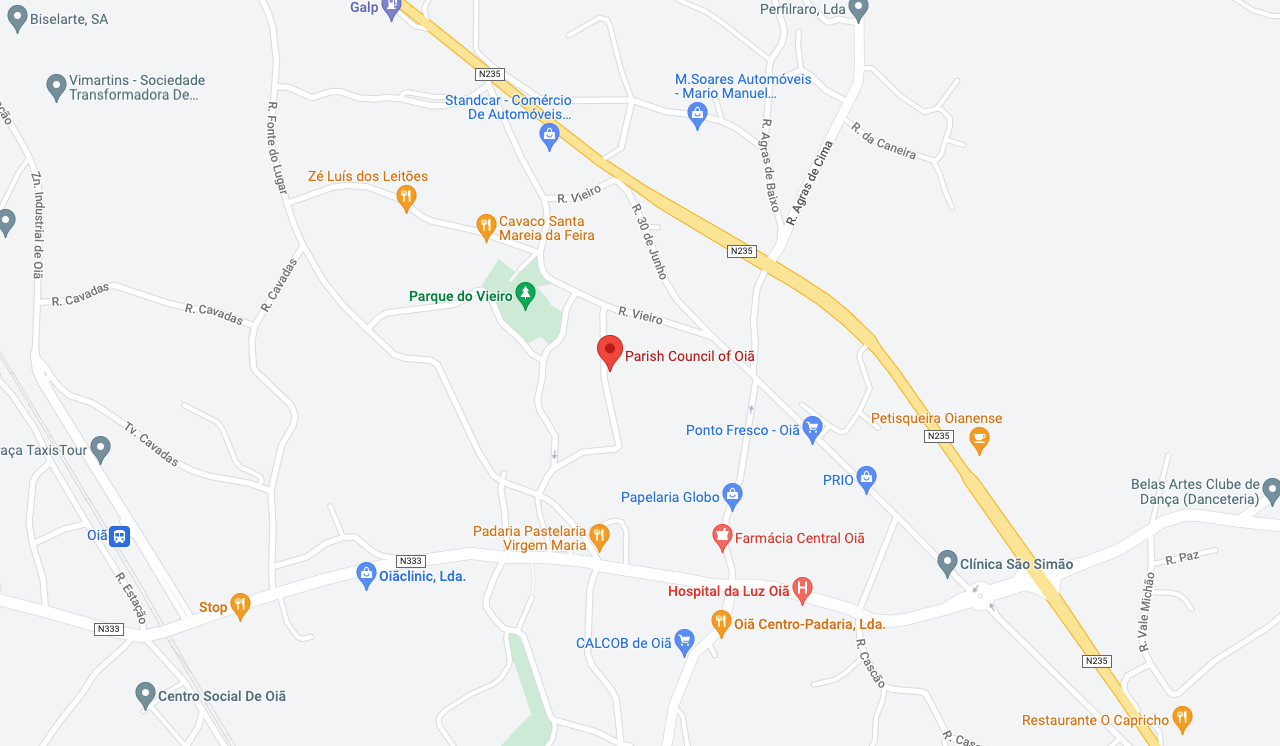 Galp
Perfilraro, Lda
Biselarte, SA
N235
Vimartins - Sociedade
Transformadora De...
M.Soares Automóveis
- Mario Manuel...
Standcar - Comércio
De Automóveis...
R. Fonte do Lugar
R. Agras de Baixo
R. Agras de Cima
R. da Caneira
Zn. Industrial de Oiã
Zé Luís dos Leitões
R. Vieiro
Cavaco Santa
Mareia da Feira
R. 30 de Junho
N235
R. Cavadas
R. Cavadas
R. Cavadas
Parque do Vieiro
R. Vieiro
Parish Council of Oiã
Petisqueira Oianense
N235
Ponto Fresco - Oiã
Tv. Cavadas
aça TaxisTour
PRIO
Belas Artes Clube de
Dança (Danceteria)
Papelaria Globo
Oiã
Padaria Pastelaria
Virgem Maria
Farmácia Central Oiã
N333
R. Paz
Clínica São Simão
Oiãclinic, Lda.
R. Estação
Hospital da Luz Oiã
Stop
R. Vale Michão
Oiã Centro-Padaria, Lda.
N333
CALCOB de Oiã
R. Cascão
N235
Centro Social De Oiã
Restaurante O Capricho